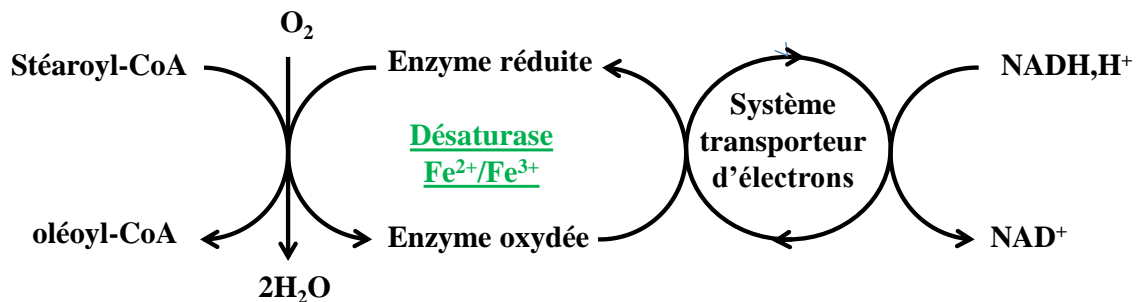 O₂
Stéaroyl-CoA
Enzyme réduite
NADH,H⁺
Système
transporteur
d’électrons
Désaturase
Fe²⁺/Fe³⁺
oléoyl-CoA
Enzyme oxydée
NAD⁺
2H₂O